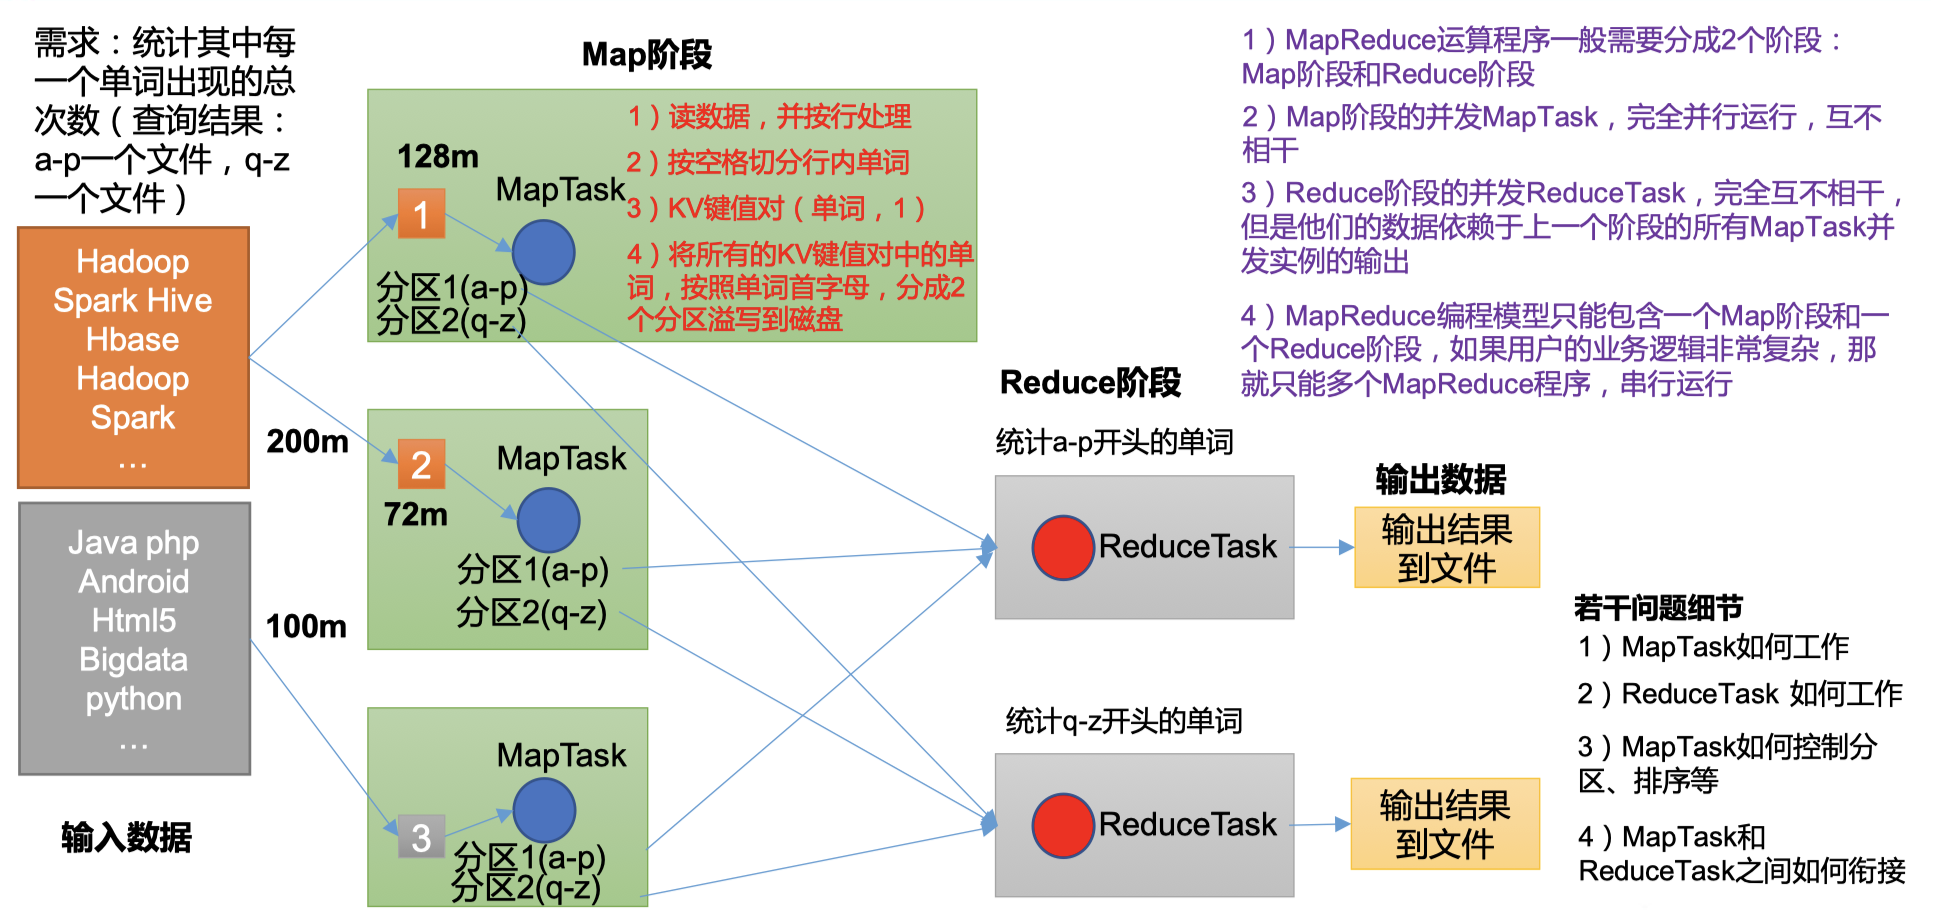 需求：统计其中每
一个单词出现的总
次数（查询结果：
a-p一个文件，q-z
一个文件）
Hadoop
Spark Hive
Hbase
Hadoop
Spark
...
Java php
Android
Html5
Bigdata
python
...
输入数据
200m
100m
Map阶段
128m
1
MapTask
分区1(a-p)
分区2(q-z)
1）读数据，并按行处理
2）按空格切分行内单词
3）KV键值对（单词，1）
4）将所有的KV键值对中的单
词，按照单词首字母，分成2
个分区溢写到磁盘
2
72m
MapTask
分区1(a-p)
分区2(q-z)
3
MapTask
分区1(a-p)
分区2(q-z)
Reduce阶段
统计a-p开头的单词
ReduceTask
统计q-z开头的单词
ReduceTask
输出数据
输出结果
到文件
输出结果
到文件
1）MapReduce运算程序一般需要分成2个阶段：
Map阶段和Reduce阶段
2）Map阶段的并发MapTask，完全并行运行，互不
相干
3）Reduce阶段的并发ReduceTask，完全互不相干，
但是他们的数据依赖于上一个阶段的所有MapTask并
发实例的输出
4）MapReduce编程模型只能包含一个Map阶段和一
个Reduce阶段，如果用户的业务逻辑非常复杂，那
就只能多个MapReduce程序，串行运行
若干问题细节
1）MapTask如何工作
2）ReduceTask 如何工作
3）MapTask如何控制分
区、排序等
4）MapTask和
ReduceTask之间如何衔接